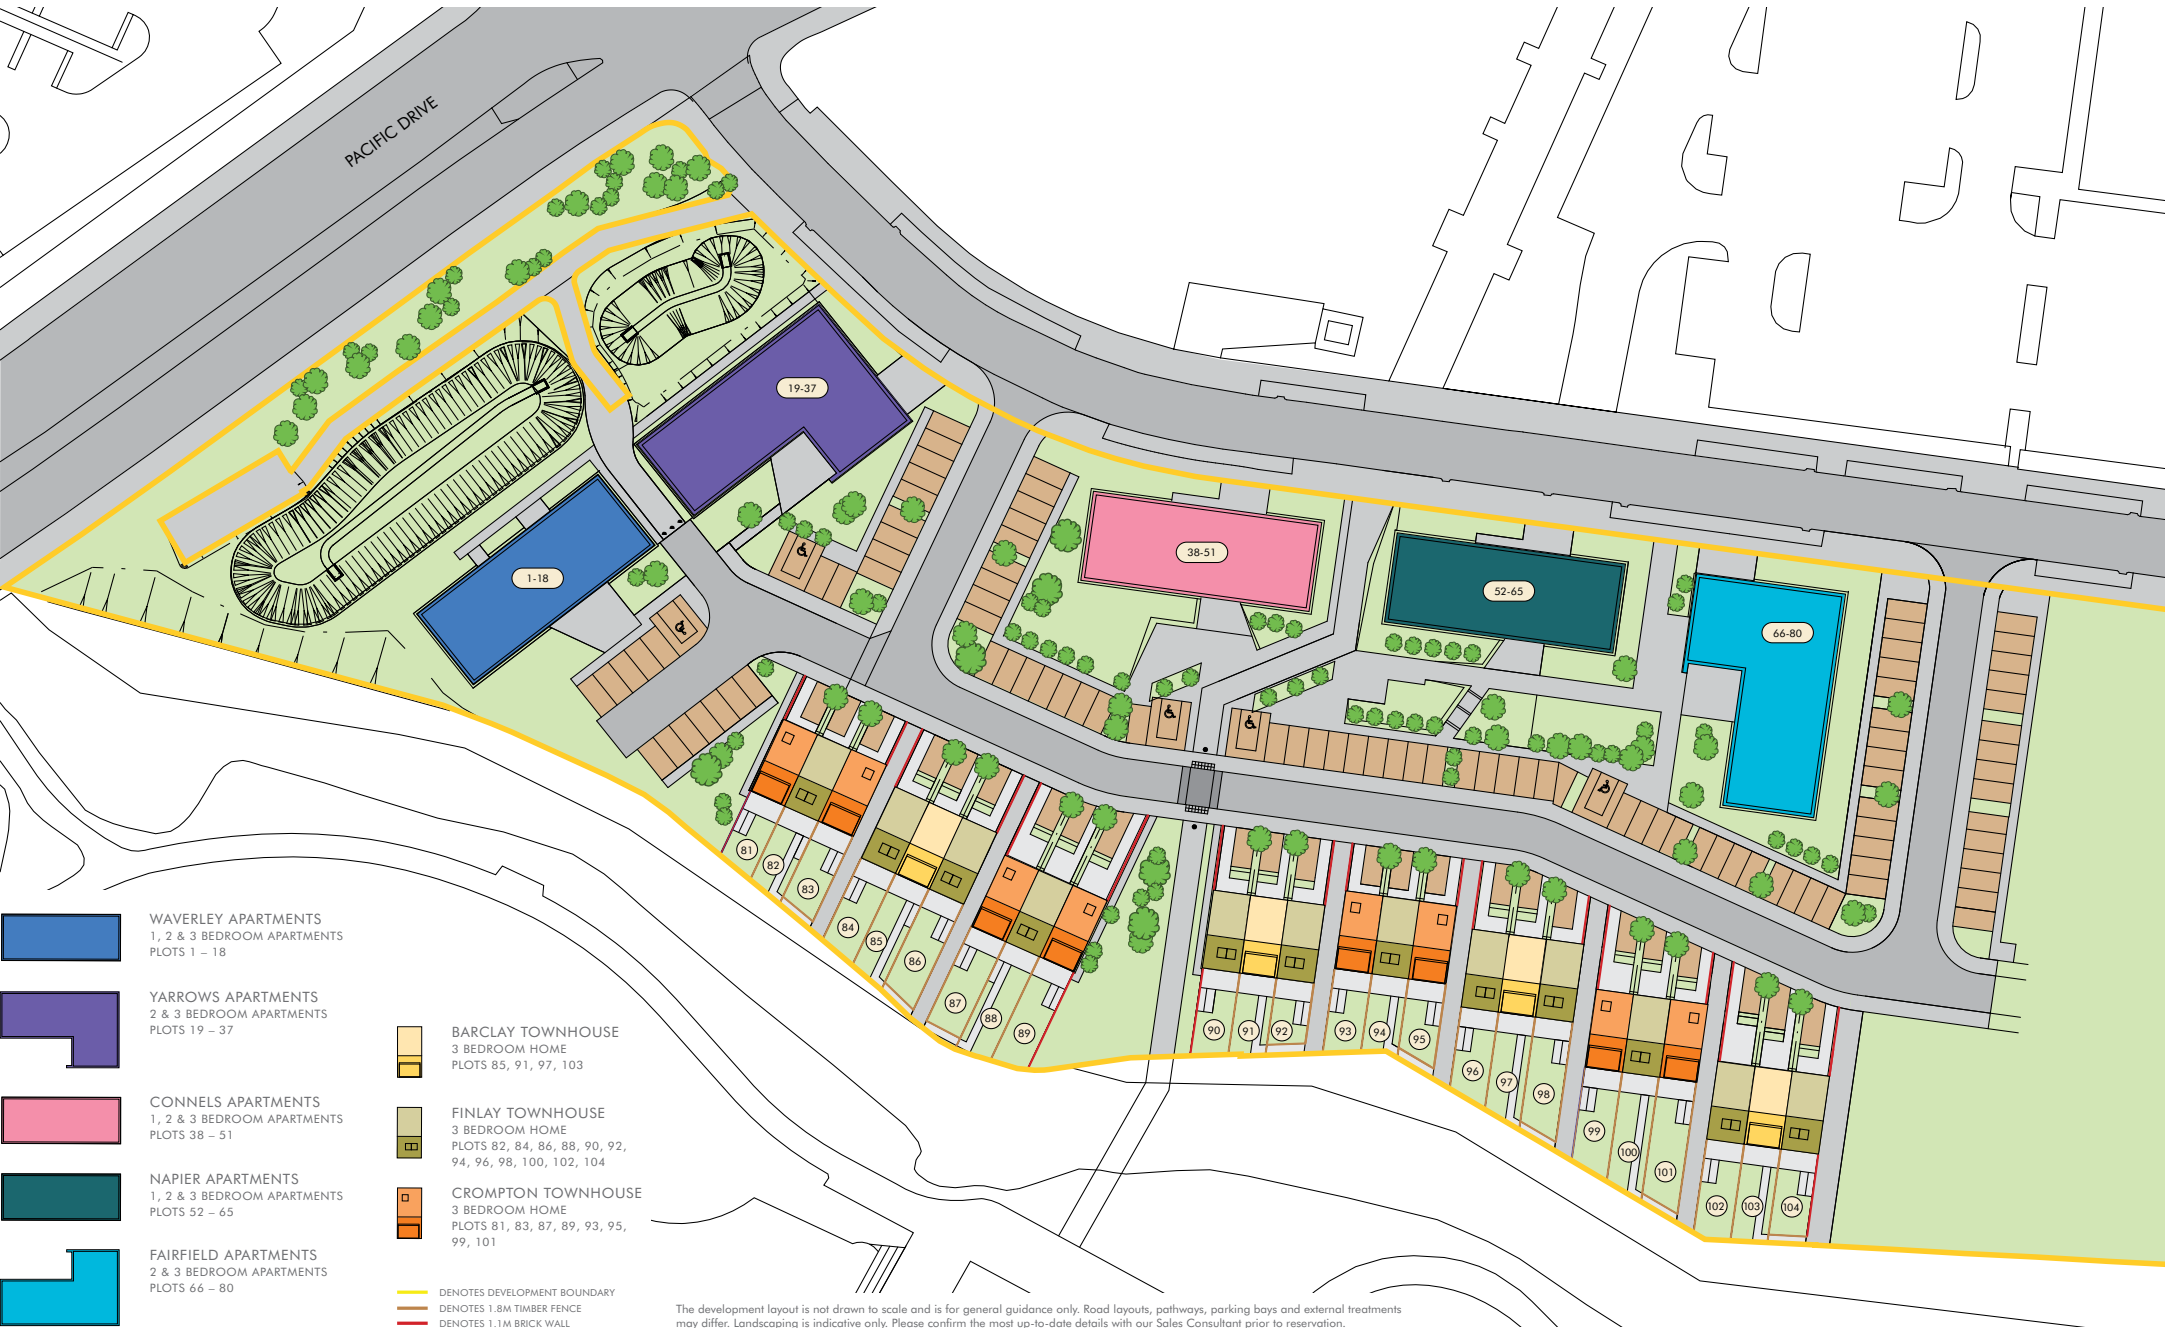 PACIFIC DRIVE
19-37
38-51
1-18
52-65
66-80
81
82
83
84
85
86
87
88
89
90
91
92
93
94
95
96
97
98
99
100
101
102
103
104
WAVERLEY APARTMENTS
1, 2 & 3 BEDROOM APARTMENTS
PLOTS 1 – 18
YARROWS APARTMENTS
2 & 3 BEDROOM APARTMENTS
PLOTS 19 – 37
CONNELS APARTMENTS
1, 2 & 3 BEDROOM APARTMENTS
PLOTS 38 – 51
NAPIER APARTMENTS
1, 2 & 3 BEDROOM APARTMENTS
PLOTS 52 – 65
FAIRFIELD APARTMENTS
2 & 3 BEDROOM APARTMENTS
PLOTS 66 – 80
BARCLAY TOWNHOUSE
3 BEDROOM HOME
PLOTS 85, 91, 97, 103
FINLAY TOWNHOUSE
3 BEDROOM HOME
PLOTS 82, 84, 86, 88, 90, 92,
94, 96, 98, 100, 102, 104
CROMPTON TOWNHOUSE
3 BEDROOM HOME
PLOTS 81, 83, 87, 89, 93, 95,
99, 101
DENOTES DEVELOPMENT BOUNDARY
DENOTES 1.8M TIMBER FENCE
DENOTES 1.1M BRICK WALL
The development layout is not drawn to scale and is for general guidance only. Road layouts, pathways, parking bays and external treatments
may differ. Landscaping is indicative only. Please confirm the most up-to-date details with our Sales Consultant prior to reservation.